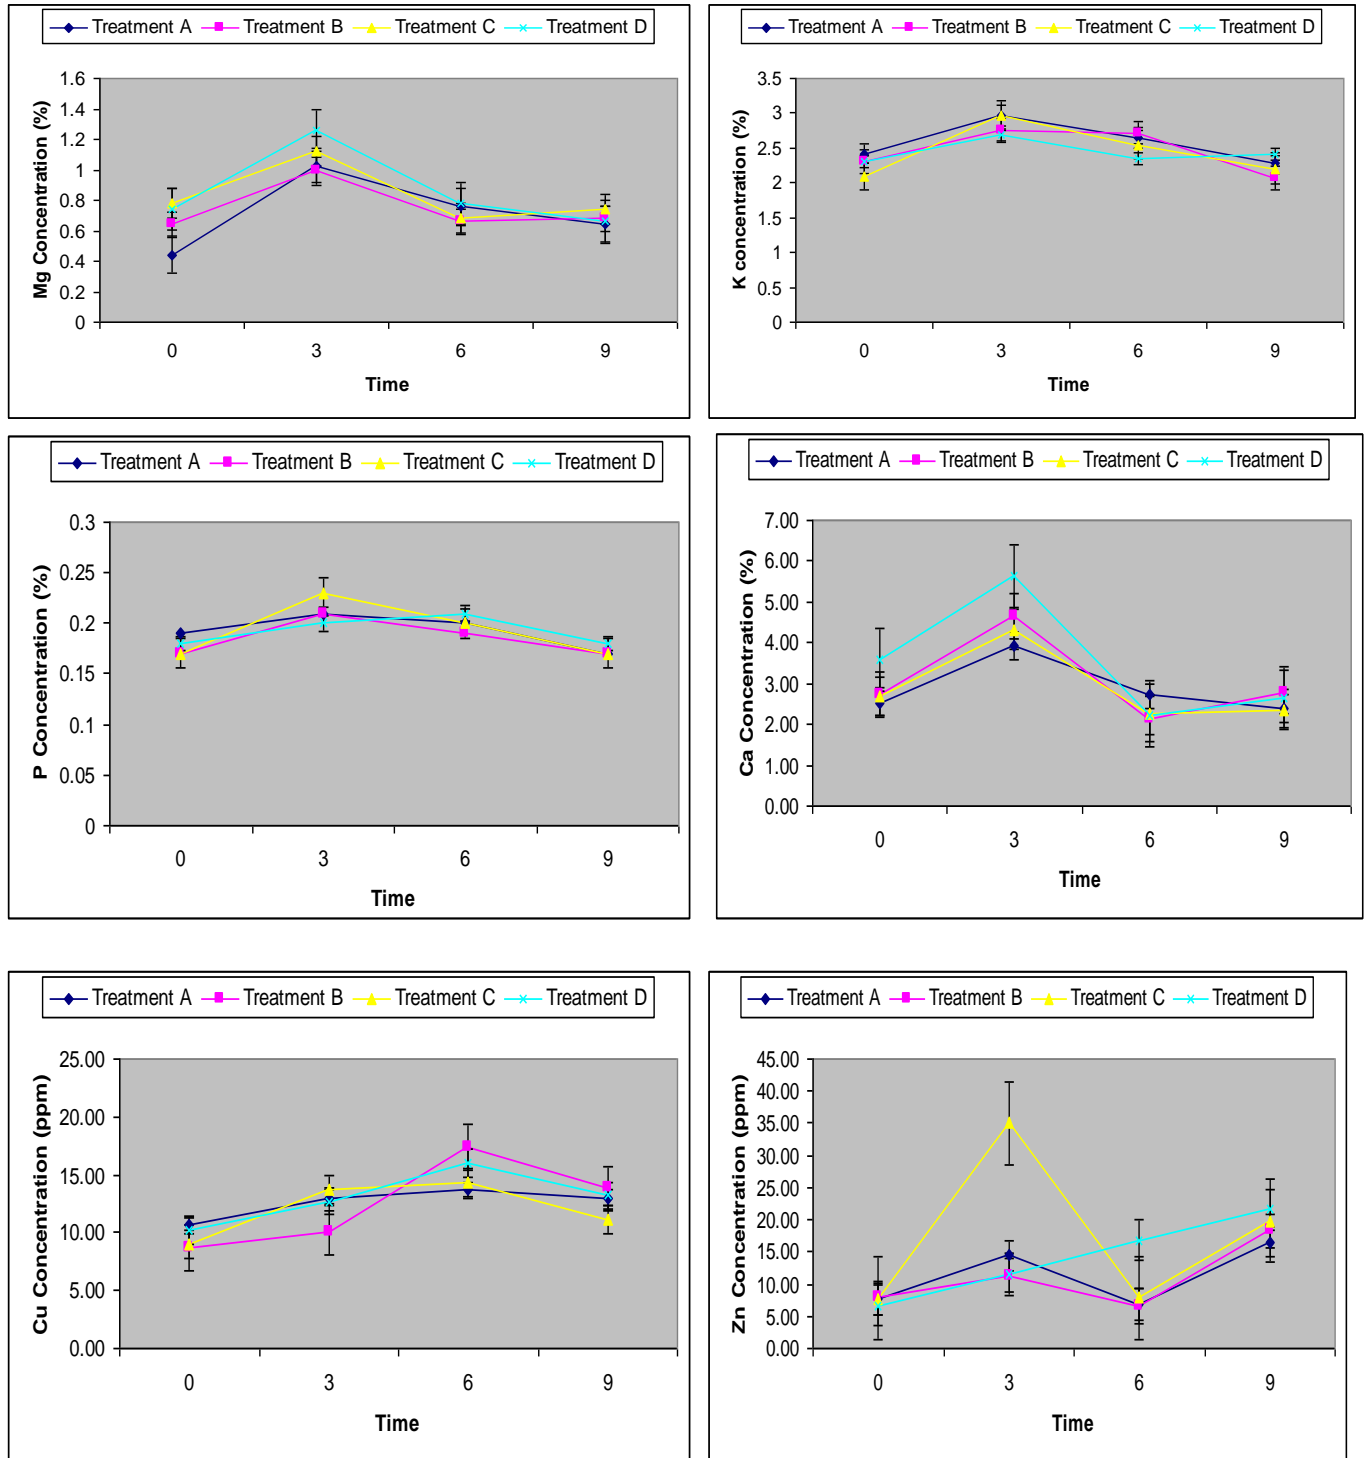 Treatment A Treatment B Treatment C Treatment D
Mg Concentration (%)
1.6
1.4
1.2
1
0.8
0.6
0.4
0.2
0
0 3 6 9
Time
Treatment A Treatment B Treatment C Treatment D
K concentration (%)
3.5
3
2.5
2
1.5
1
0.5
0
0 3 6 9
Time
Treatment A Treatment B Treatment C Treatment D
P Concentration (%)
0.3
0.25
0.2
0.15
0.1
0.05
0
0 3 6 9
Time
Treatment A Treatment B Treatment C Treatment D
Ca Concentration (%)
7.00
6.00
5.00
4.00
3.00
2.00
1.00
0.00
0 3 6 9
Time
Treatment A Treatment B Treatment C Treatment D
Cu Concentration (ppm)
25.00
20.00
15.00
10.00
5.00
0.00
0 3 6 9
Time
Treatment A Treatment B Treatment C Treatment D
Zn Concentration (ppm)
45.00
40.00
35.00
30.00
25.00
20.00
15.00
10.00
5.00
0.00
0 3 6 9
Time